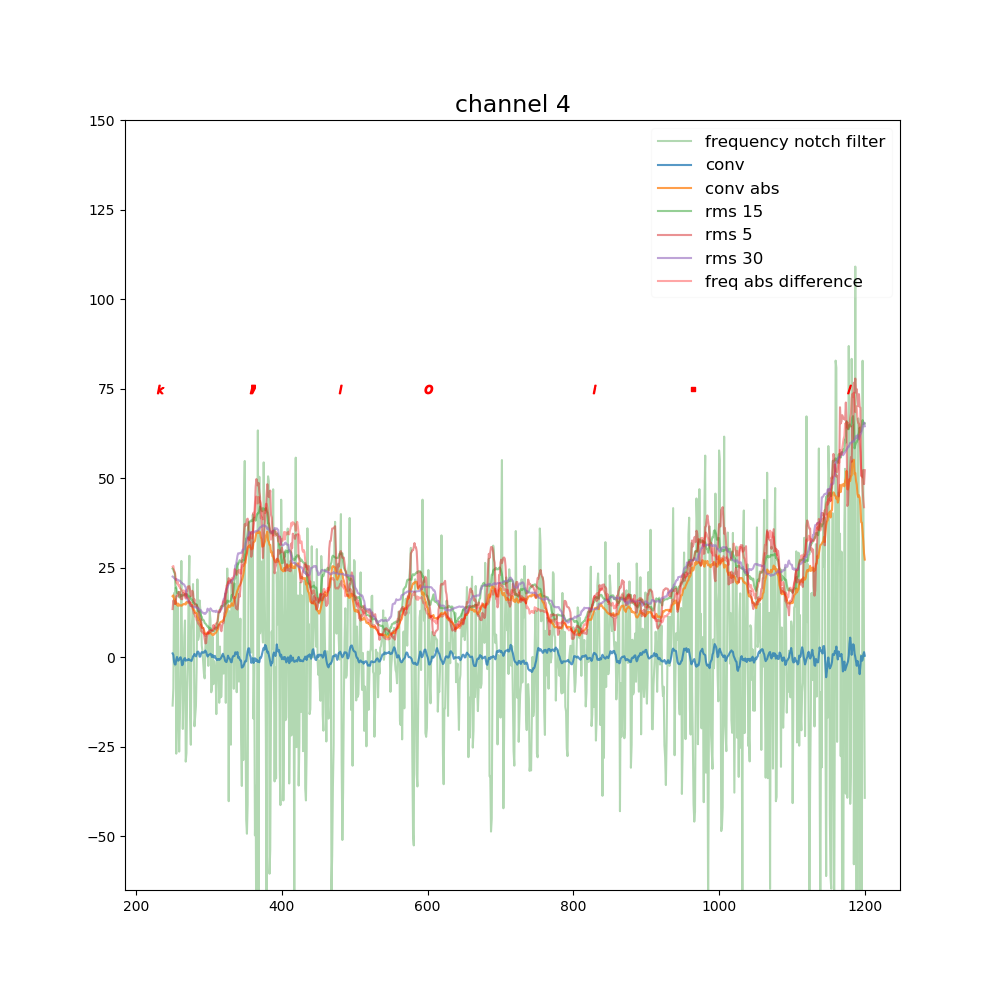 channel 4
150
125
100
75
50
25
0
−25
−50
frequency notch filter
conv
conv abs
rms 15
rms 5
rms 30
freq abs difference
k l O l l
200 400 600 800 1000 1200